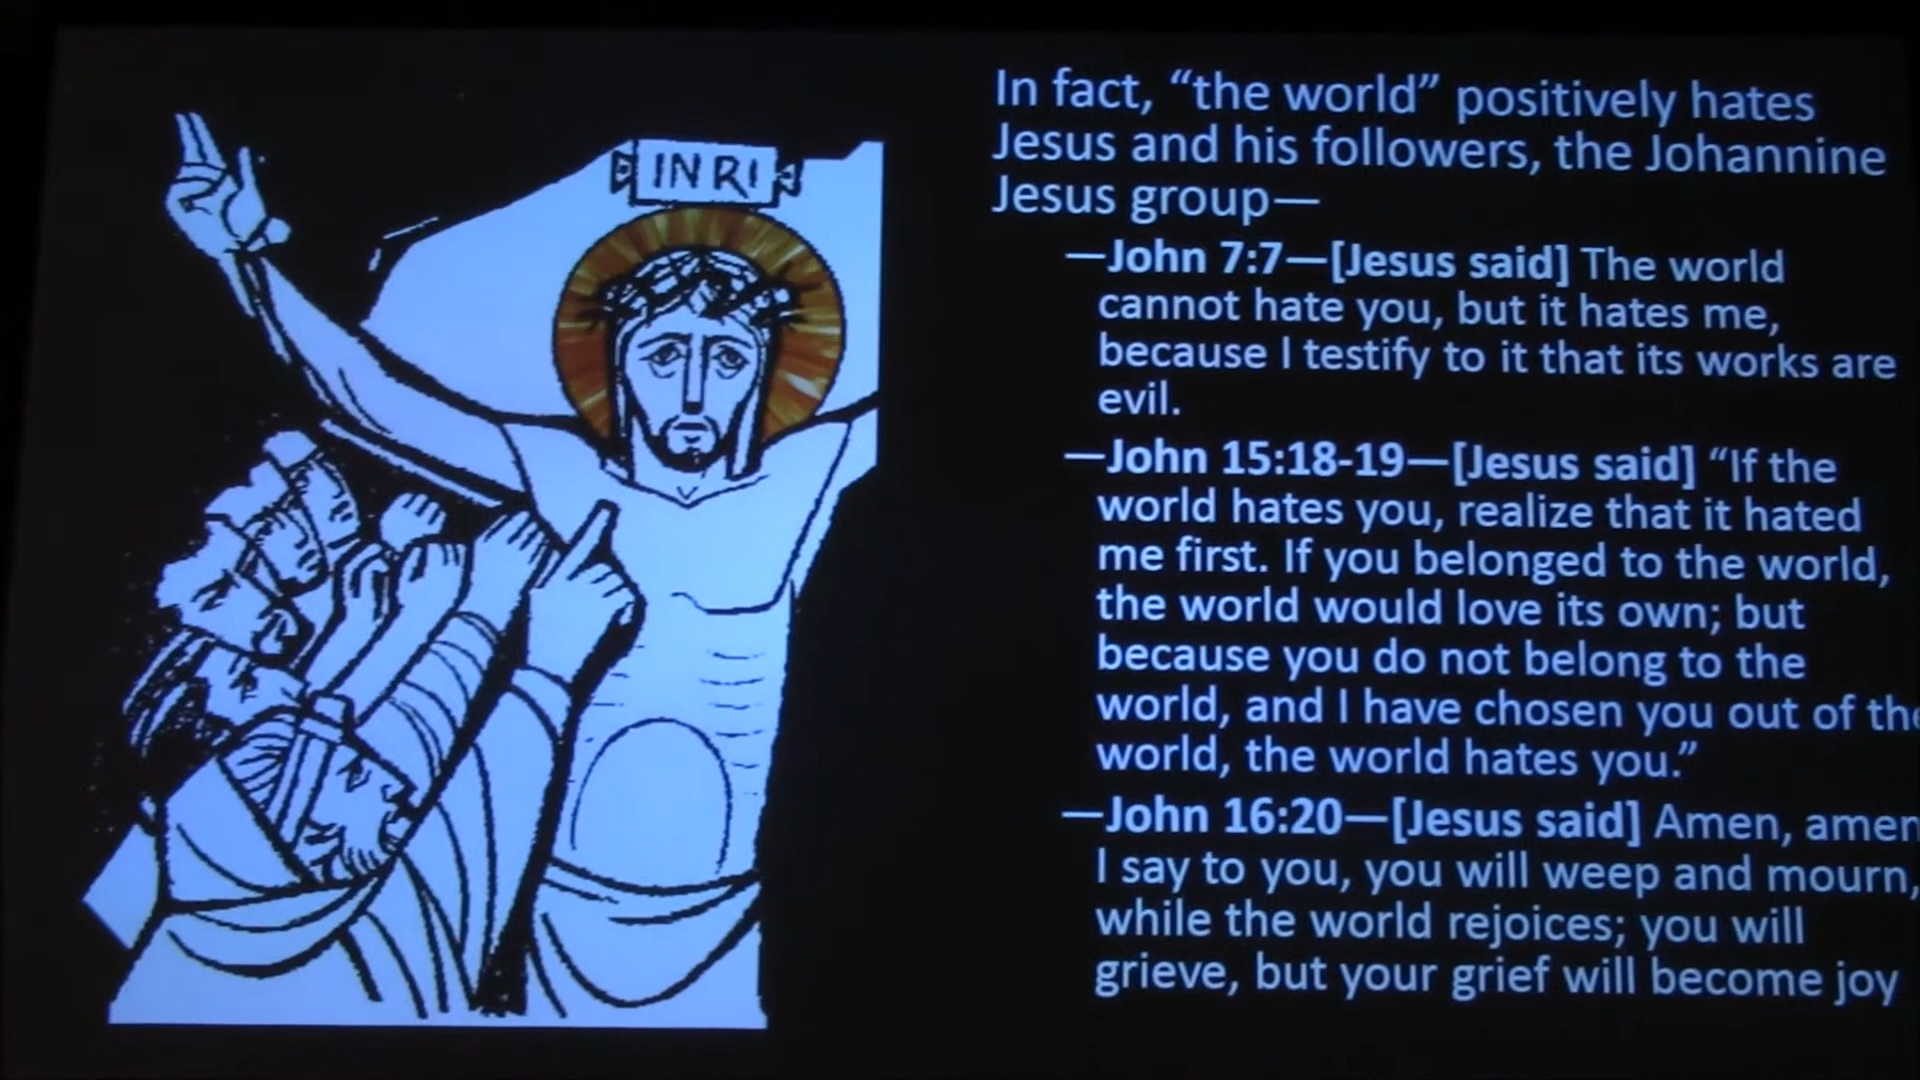 INRI
In fact, “the world” positively hates
Jesus and his followers, the Johannine
Jesus group—
—John 7:7—[Jesus said] The world
cannot hate you, but it hates me,
because I testify to it that its works are
evil.
—John 15:18-19—[Jesus said] “If the
world hates you, realize that it hated
me first. If you belonged to the world,
the world would love its own; but
because you do not belong to the
world, and I have chosen you out of the
world, the world hates you.”
—John 16:20—[Jesus said] Amen, amen
I say to you, you will weep and mourn,
while the world rejoices; you will
grieve, but your grief will become joy